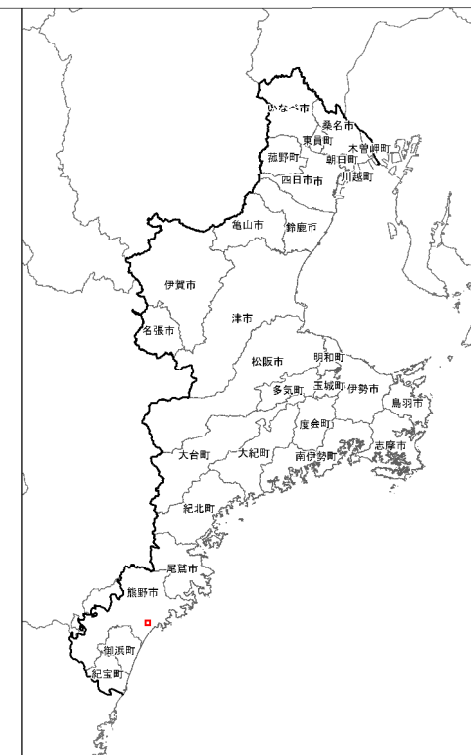 いなべ市
桑名市
東員町
木曽岬町
菰野町
朝日町
四日市市
川越町
亀山市
鈴鹿市
伊賀市
津市
名張市
松阪市
明和町
多気町
玉城町
伊勢市
鳥羽市
度会町
志摩市
大台町
大紀町
南伊勢町
紀北町
尾鷲市
熊野市
御浜町
紀宝町